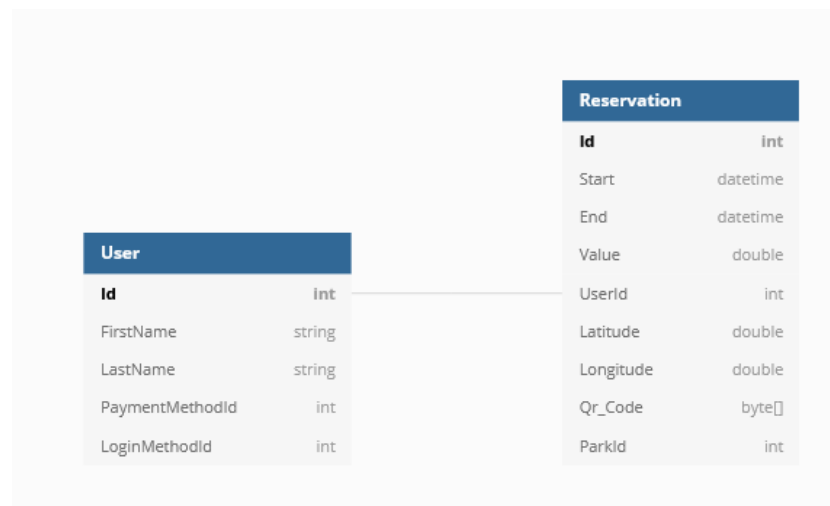 User
Id int
FirstName string
LastName string
PaymentMethodId int
LoginMethodId int
Reservation
Id int
Start datetime
End datetime
Value double
UserId int
Latitude double
Longitude double
Qr_Code byte[]
ParkId int